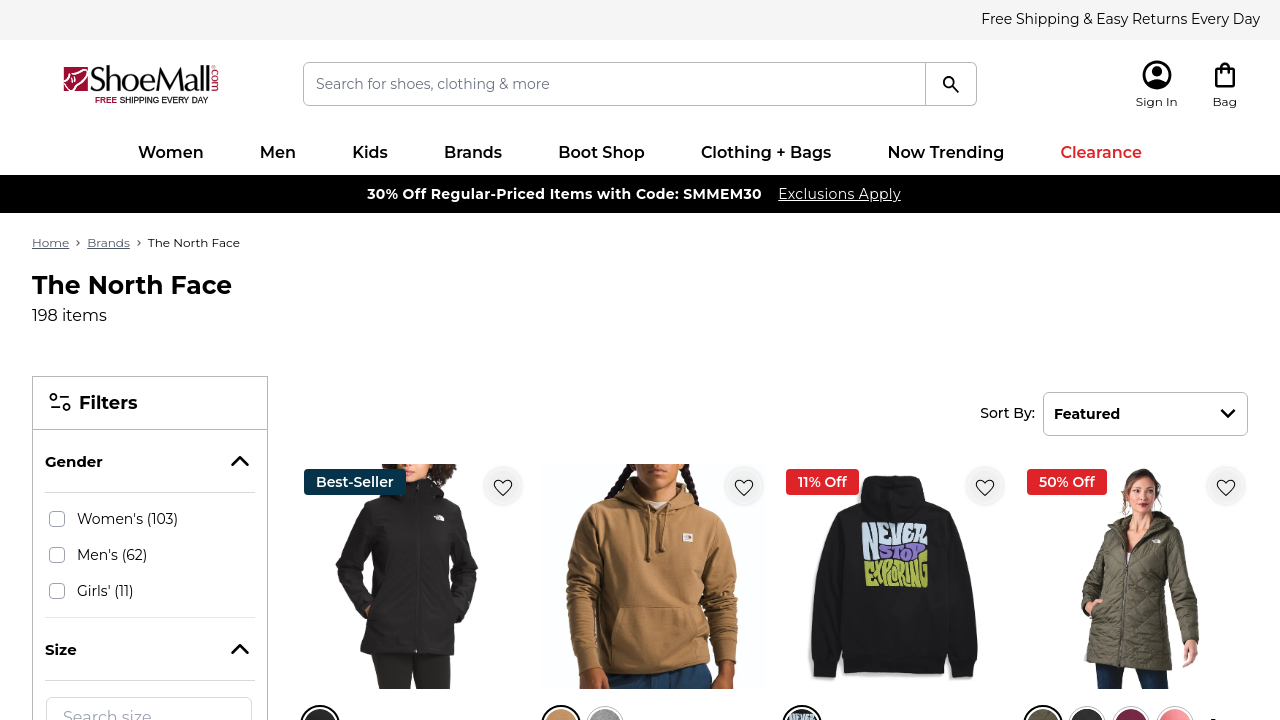 Free Shipping & Easy Returns Every Day
ShoeMall.com
FREE SHIPPING EVERY DAY
Search for shoes, clothing & more
Sign In
Bag
Women
Men
Kids
Brands
Boot Shop
Clothing + Bags
Now Trending
Clearance
30% Off Regular-Priced Items with Code: SMMEM30 Exclusions Apply
Home > Brands > The North Face
The North Face
198 items
Filters
Sort By: Featured
Gender
Women's (103)
Men's (62)
Girls' (11)
Size
Search size
Best-Seller
11% Off
50% Off
NEVER
STOP
EXPLORING